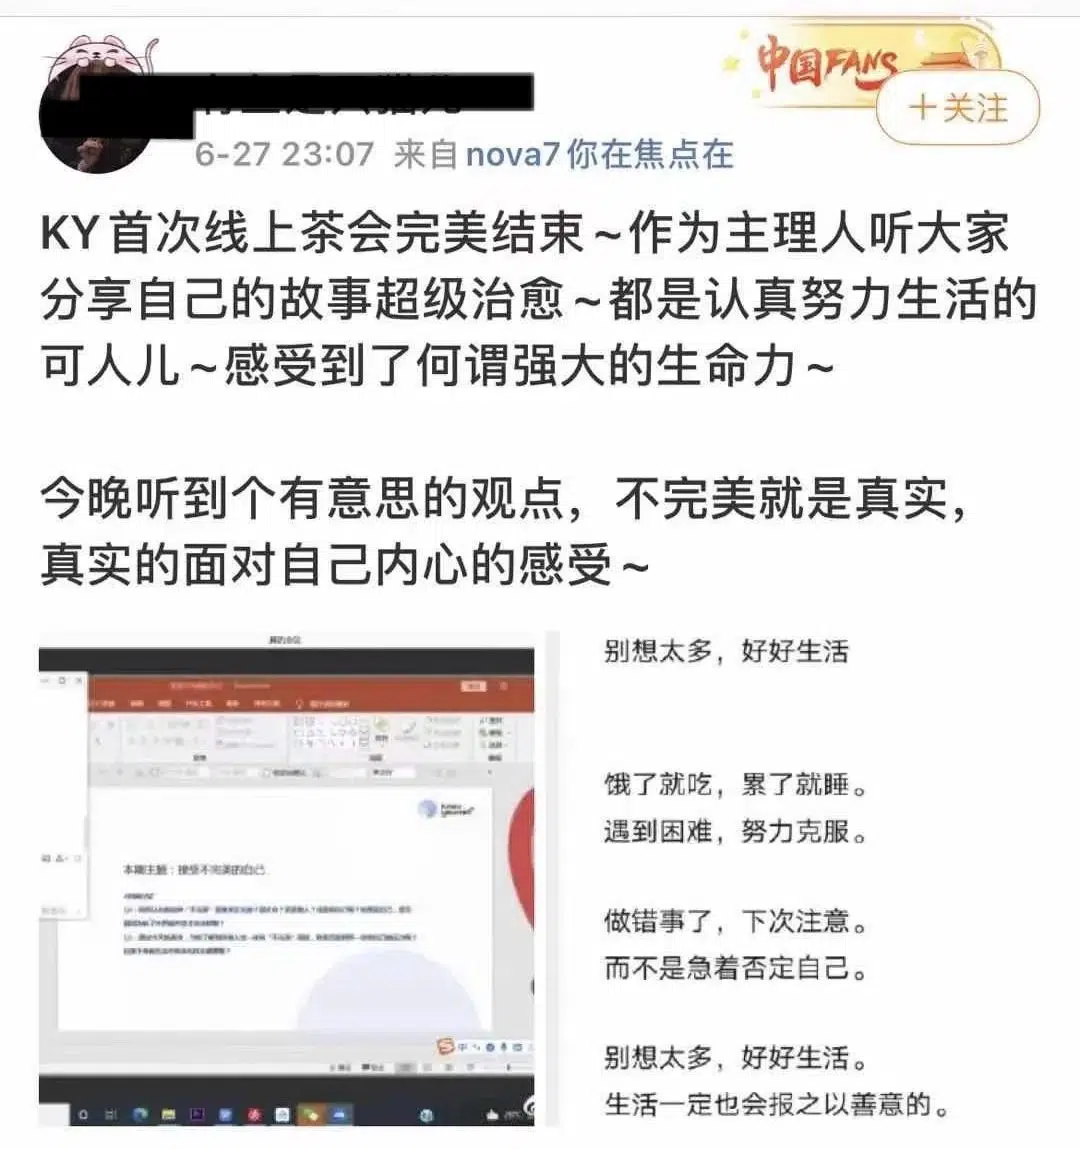 中国FANS
+关注
6-27 23:07 来自 nova7你在焦点在
KY首次线上茶会完美结束~作为主理人听大家
分享自己的故事超级治愈~都是认真努力生活的
可人儿~感受到了何谓强大的生命力~
今晚听到个有意思的观点，不完美就是真实，
真实的面对自己内心的感受~
本期主题：接受不完美的自己
别想太多，好好生活
饿了就吃，累了就睡。
遇到困难，努力克服。
做错事了，下次注意。
而不是急着否定自己。
别想太多，好好生活。
生活一定也会报之以善意的。